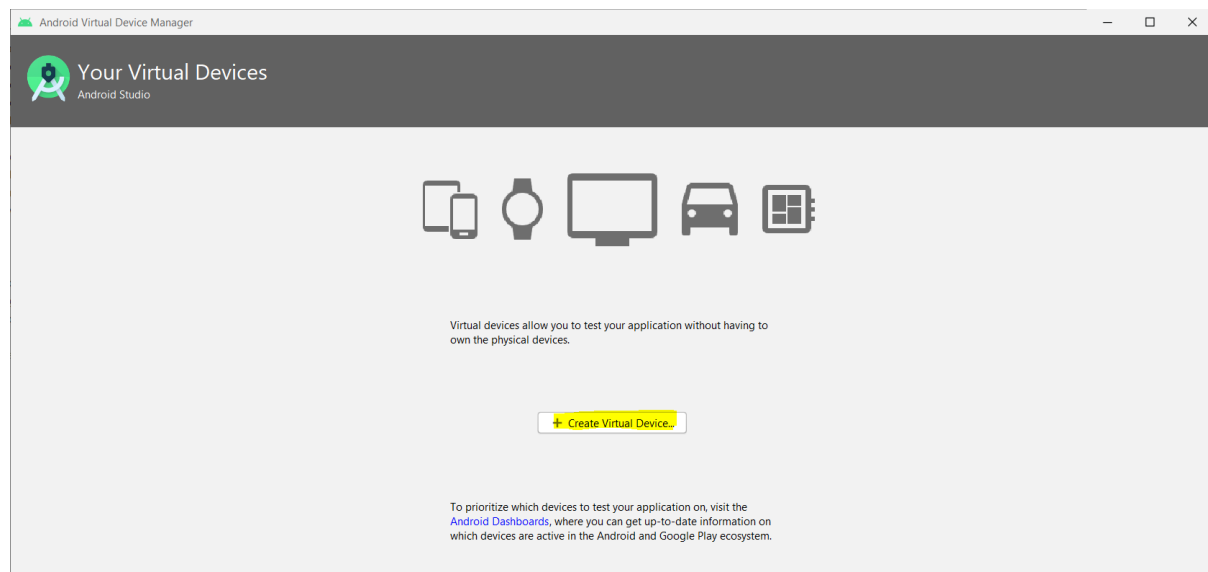 Android Virtual Device Manager
Your Virtual Devices
Android Studio
Virtual devices allow you to test your application without having to
own the physical devices.
+ Create Virtual Device...
To prioritize which devices to test your application on, visit the
Android Dashboards, where you can get up-to-date information on
which devices are active in the Android and Google Play ecosystem.